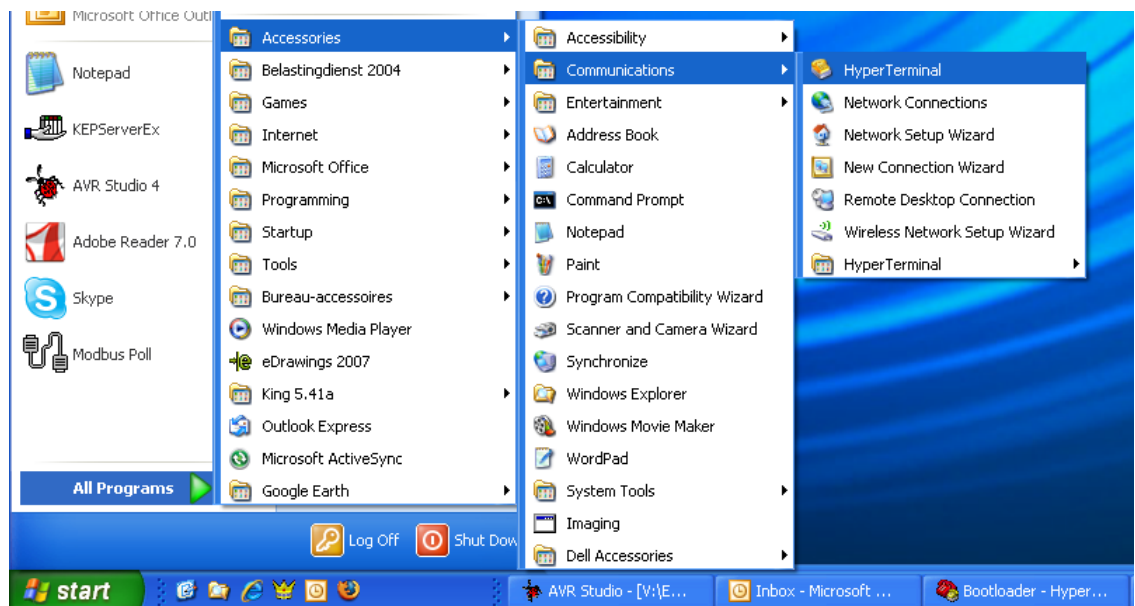 Microsoft Office Outl
Notepad
KEPServerEx
AVR Studio 4
Adobe Reader 7.0
Skype
Modbus Poll
All Programs
Accessories
Belastingdienst 2004
Games
Internet
Microsoft Office
Programming
Startup
Tools
Bureau-accessoires
Windows Media Player
eDrawings 2007
King 5.41a
Outlook Express
Microsoft ActiveSync
Google Earth
Accessibility
Communications
Entertainment
Address Book
Calculator
Command Prompt
Notepad
Paint
Program Compatibility Wizard
Scanner and Camera Wizard
Synchronize
Windows Explorer
Windows Movie Maker
WordPad
System Tools
Imaging
Dell Accessories
HyperTerminal
Network Connections
Network Setup Wizard
New Connection Wizard
Remote Desktop Connection
Wireless Network Setup Wizard
HyperTerminal
Log Off
Shut Dow
start
AVR Studio - [V:\E...
Inbox - Microsoft ...
Bootloader - Hyper...